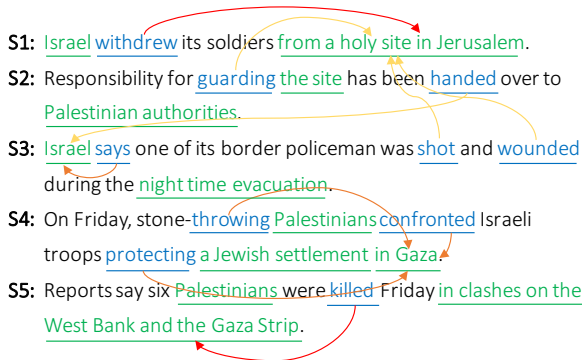 S1: Israel withdrew its soldiers from a holy site in Jerusalem.
S2: Responsibility for guarding the site has been handed over to
Palestinian authorities.
S3: Israel says one of its border policeman was shot and wounded
during the night time evacuation.
S4: On Friday, stone-throwing Palestinians confronted Israeli
troops protecting a Jewish settlement in Gaza.
S5: Reports say six Palestinians were killed Friday in clashes on the
West Bank and the Gaza Strip.